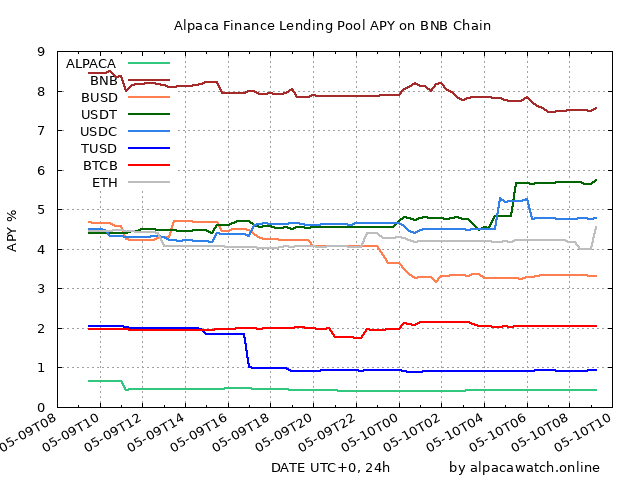 Alpaca Finance Lending Pool APY on BNB Chain
9
8
7
6
5
4
3
2
1
0
APY %
ALPACA
BNB
BUSD
USDT
USDC
TUSD
BTCB
ETH
05-09T08
05-09T10
05-09T12
05-09T14
05-09T16
05-09T18
05-09T20
05-09T22
05-10T00
05-10T02
05-10T04
05-10T06
05-10T08
05-10T10
DATE UTC+0, 24h
by alpacawatch.online